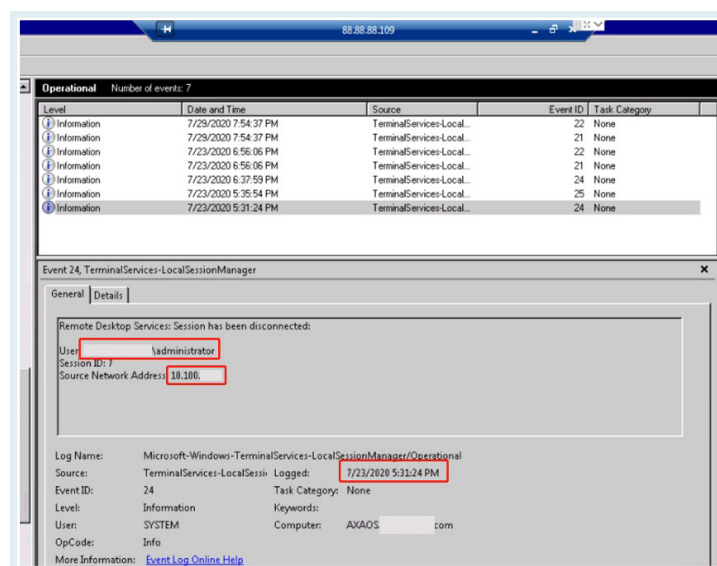 88.88.88.109
Operational Number of events: 7
Level Date and Time Source Event ID Task Category
Information 7/29/2020 7:54:37 PM TerminalServices-Local... 22 None
Information 7/29/2020 7:54:37 PM TerminalServices-Local... 21 None
Information 7/23/2020 6:56:06 PM TerminalServices-Local... 22 None
Information 7/23/2020 6:56:06 PM TerminalServices-Local... 21 None
Information 7/23/2020 6:37:59 PM TerminalServices-Local... 24 None
Information 7/23/2020 5:35:54 PM TerminalServices-Local... 25 None
Information 7/23/2020 5:31:24 PM TerminalServices-Local... 24 None
Event 24, TerminalServices-LocalSessionManager
General Details
Remote Desktop Services: Session has been disconnected:
User \administrator
Session ID: 7
Source Network Address 10.100.
Log Name: Microsoft-Windows-TerminalServices-LocalSessionManager/Operational
Source: TerminalServices-LocalSessi Logged: 7/23/2020 5:31:24 PM
Event ID: 24 Task Category: None
Level: Information Keywords:
User: SYSTEM Computer: AXAOS com
OpCode: Info
More Information: Event Log Online Help